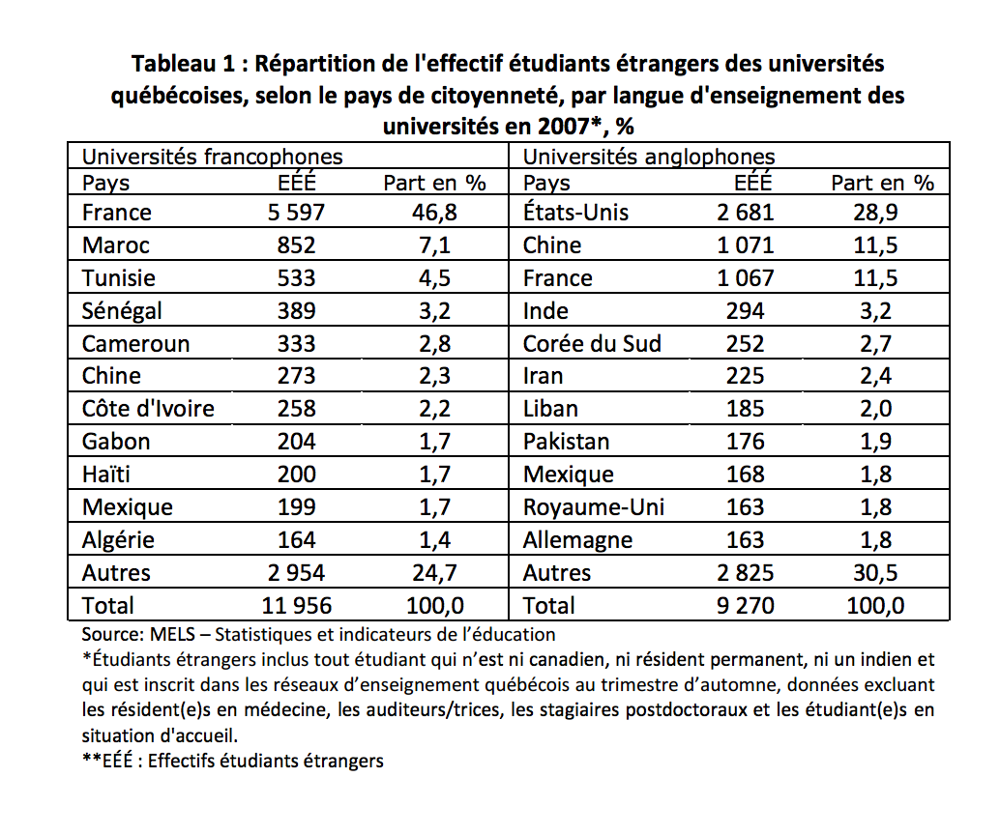 Tableau 1 : Répartition de l'effectif étudiants étrangers des universités
québécoises, selon le pays de citoyenneté, par langue d'enseignement des
universités en 2007*, %
Universités francophones Universités anglophones
Pays EÉÉ Part en % Pays EÉÉ Part en %
France 5 597 46,8 États-Unis 2 681 28,9
Maroc 852 7,1 Chine 1 071 11,5
Tunisie 533 4,5 France 1 067 11,5
Sénégal 389 3,2 Inde 294 3,2
Cameroun 333 2,8 Corée du Sud 252 2,7
Chine 273 2,3 Iran 225 2,4
Côte d'Ivoire 258 2,2 Liban 185 2,0
Gabon 204 1,7 Pakistan 176 1,9
Haïti 200 1,7 Mexique 168 1,8
Mexique 199 1,7 Royaume-Uni 163 1,8
Algérie 164 1,4 Allemagne 163 1,8
Autres 2 954 24,7 Autres 2 825 30,5
Total 11 956 100,0 Total 9 270 100,0
Source: MELS – Statistiques et indicateurs de l’éducation
*Étudiants étrangers inclus tout étudiant qui n’est ni canadien, ni résident permanent, ni un indien et
qui est inscrit dans les réseaux d’enseignement québécois au trimestre d’automne, données excluant
les résident(e)s en médecine, les auditeurs/trices, les stagiaires postdoctoraux et les étudiant(e)s en
situation d'accueil.
**EÉÉ : Effectifs étudiants étrangers